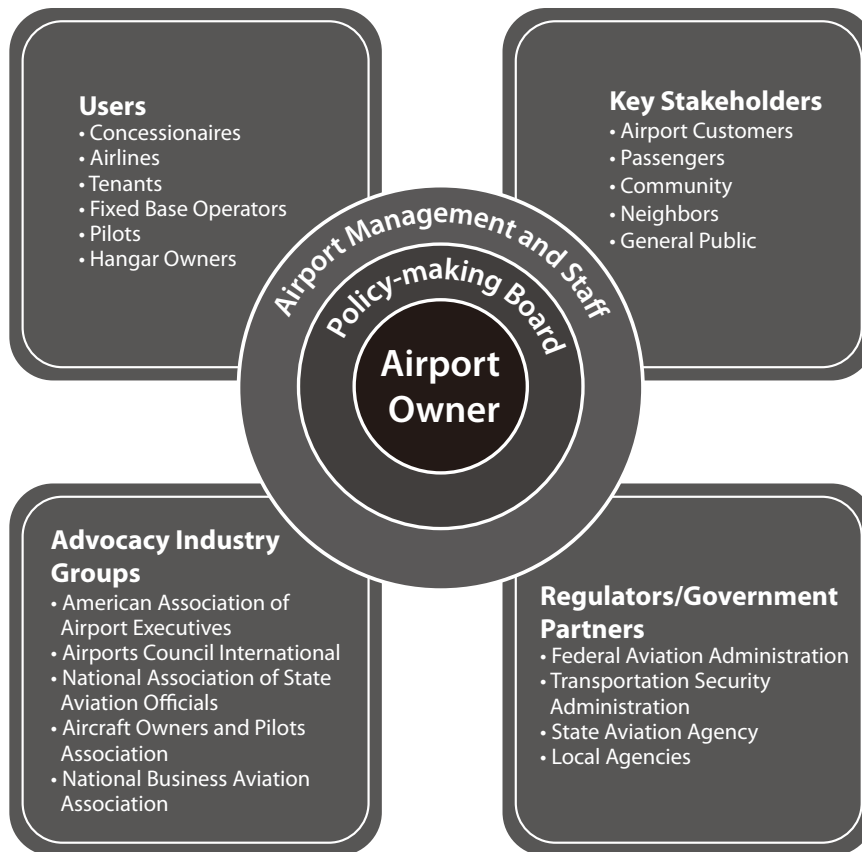 Users
• Concessionaires
• Airlines
• Tenants
• Fixed Base Operators
• Pilots
• Hangar Owners
Key Stakeholders
• Airport Customers
• Passengers
• Community
• Neighbors
• General Public
Airport Management and Staff
Policy-making Board
Airport
Owner
Advocacy Industry
Groups
• American Association of
Airport Executives
• Airports Council International
• National Association of State
Aviation Officials
• Aircraft Owners and Pilots
Association
• National Business Aviation
Association
Regulators/Government
Partners
• Federal Aviation Administration
• Transportation Security
Administration
• State Aviation Agency
• Local Agencies